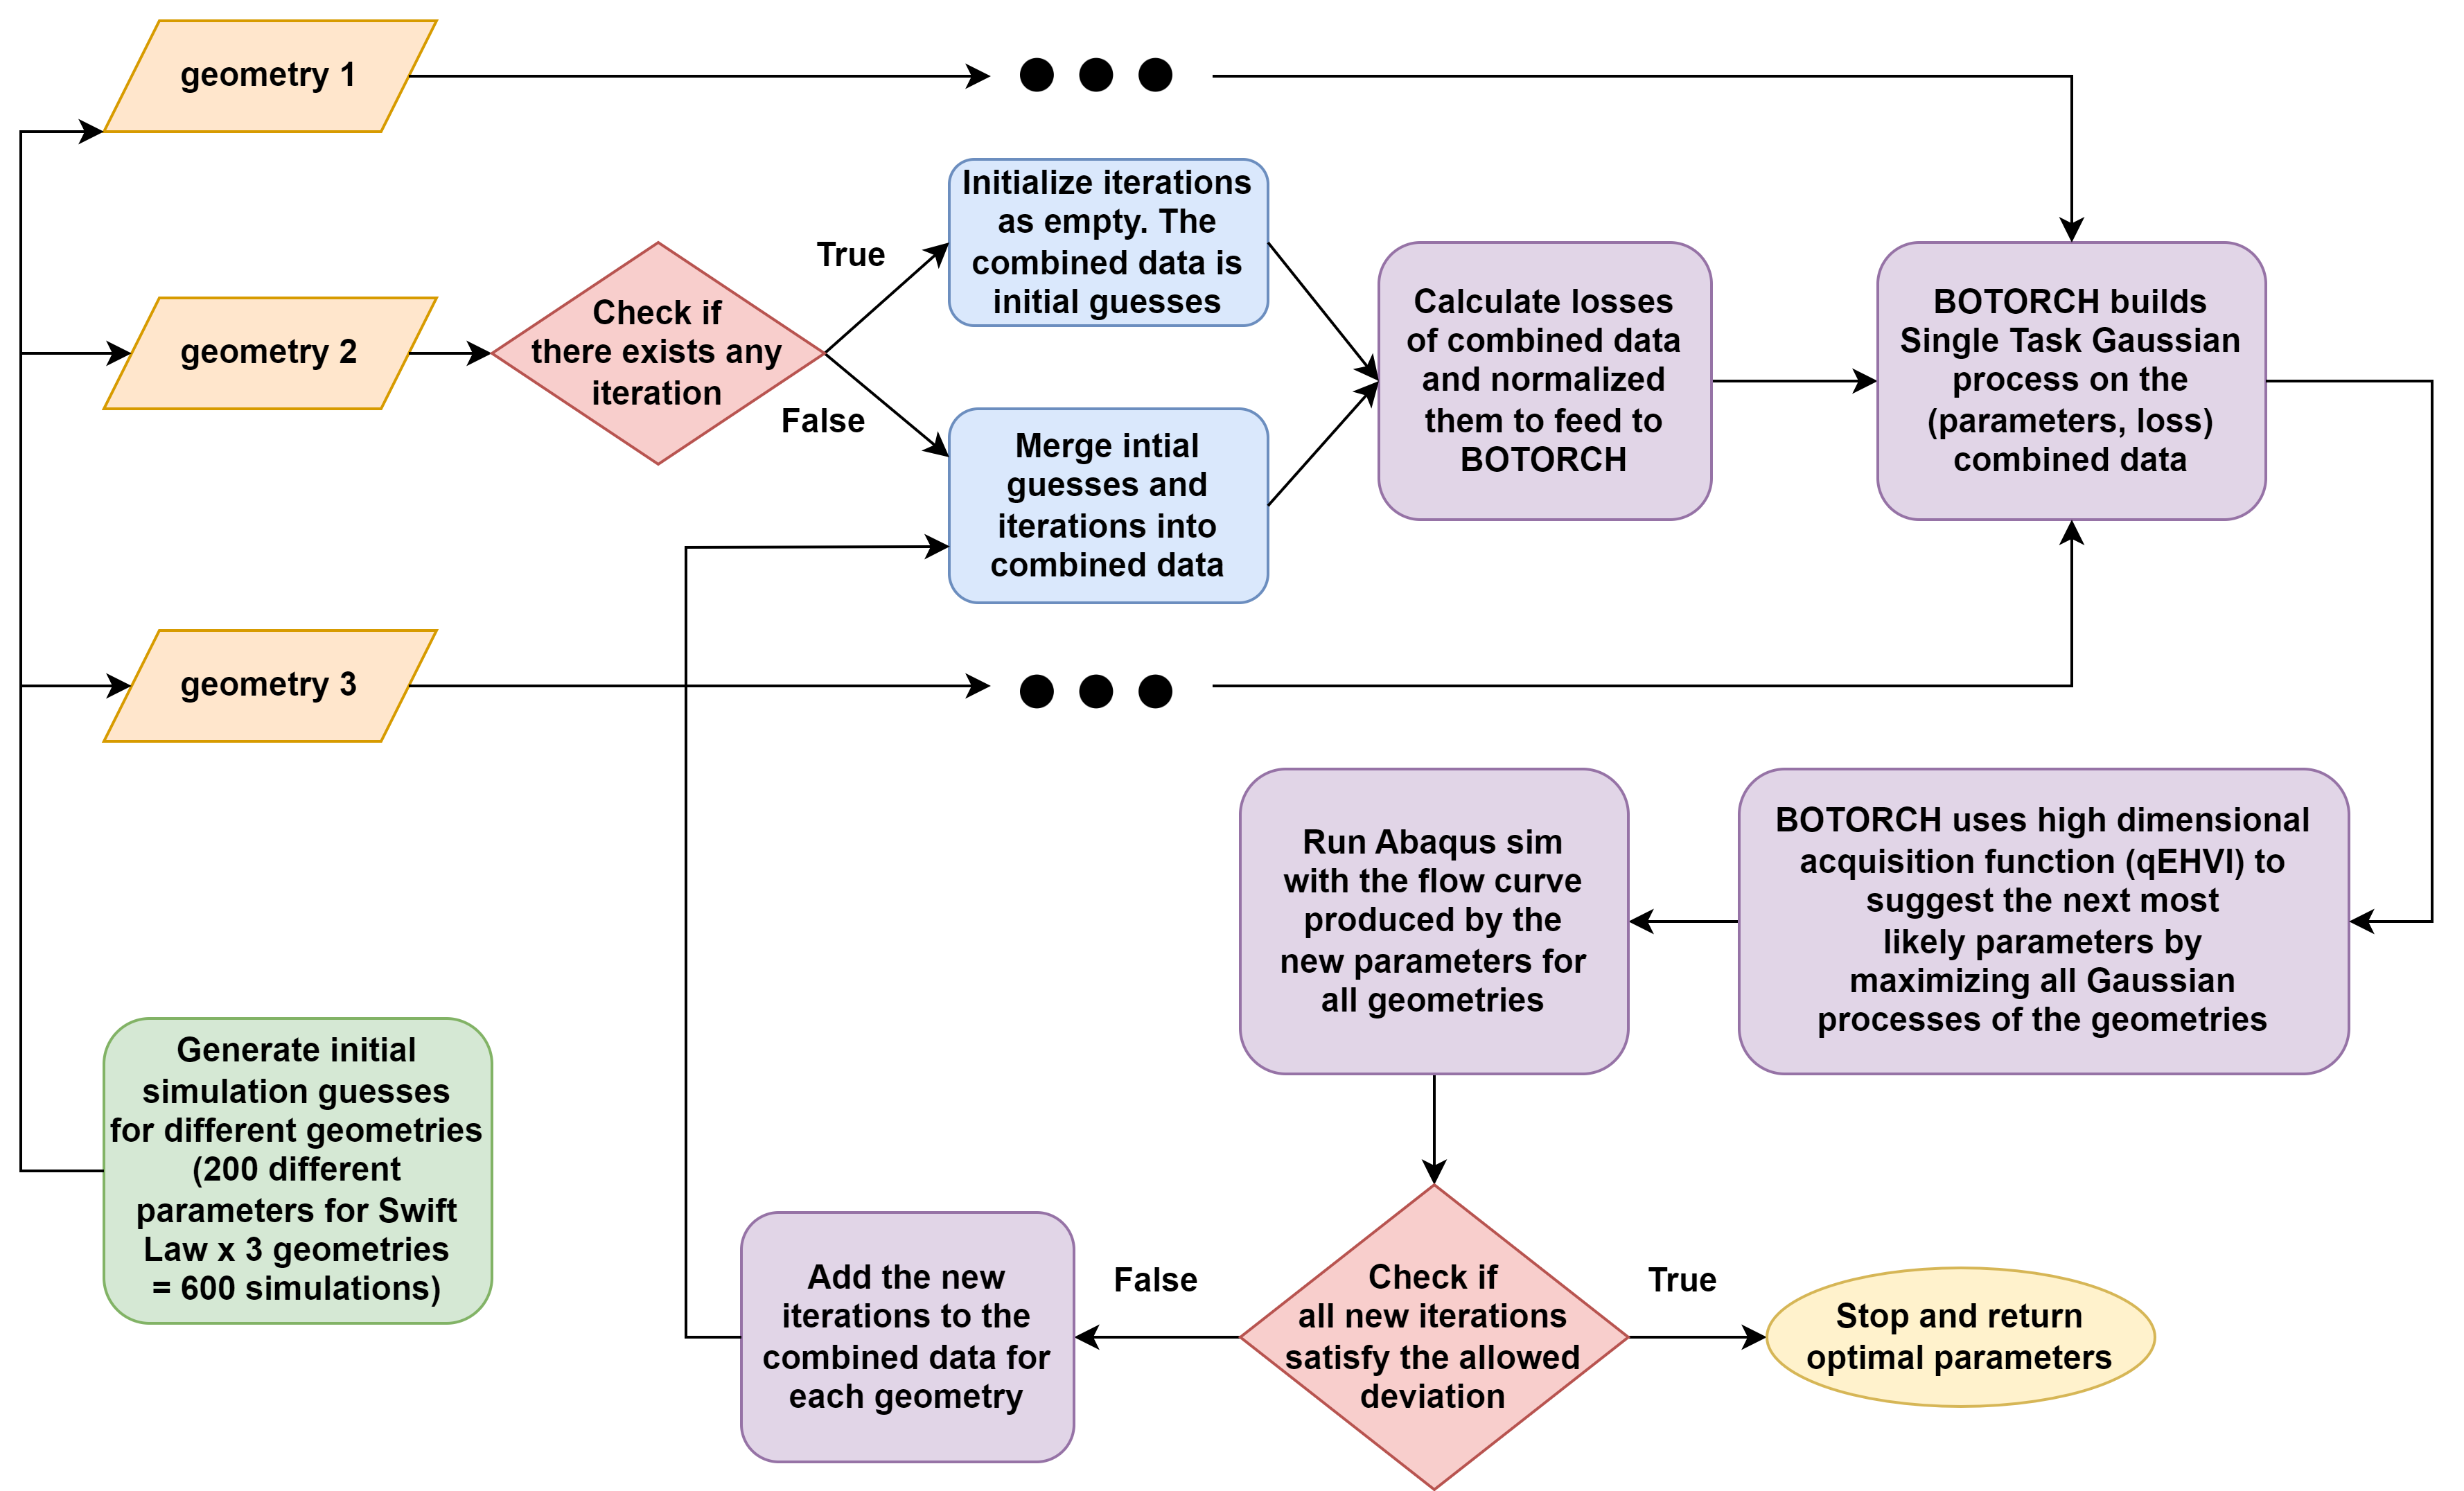 geometry 1
Initialize iterations
as empty. The
combined data is
initial guesses
True
Check if
there exists any
iteration
geometry 2
False
Merge intial
guesses and
iterations into
combined data
Calculate losses
of combined data
and normalized
them to feed to
BOTORCH
BOTORCH builds
Single Task Gaussian
process on the
(parameters, loss)
combined data
geometry 3
BOTORCH uses high dimensional
acquisition function (qEHVI) to
suggest the next most
likely parameters by
maximizing all Gaussian
processes of the geometries
Run Abaqus sim
with the flow curve
produced by the
new parameters for
all geometries
Generate initial
simulation guesses
for different geometries
(200 different
parameters for Swift
Law x 3 geometries
= 600 simulations)
Add the new
iterations to the
combined data for
each geometry
False
Check if
all new iterations
satisfy the allowed
deviation
True
Stop and return
optimal parameters